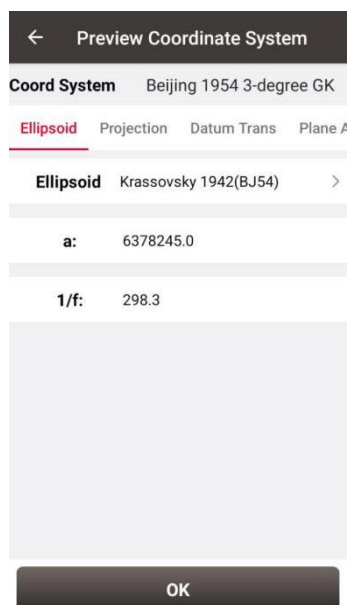 Preview Coordinate System
Coord System Beijing 1954 3-degree GK
Ellipsoid Projection Datum Trans Plane A
Ellipsoid Krassovsky 1942(BJ54)
a: 6378245.0
1/f: 298.3
OK